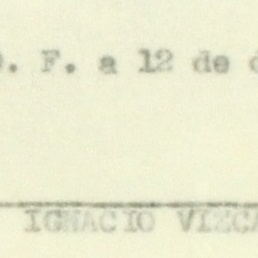 . F. a 12 de d
IGNACIO VIZCA